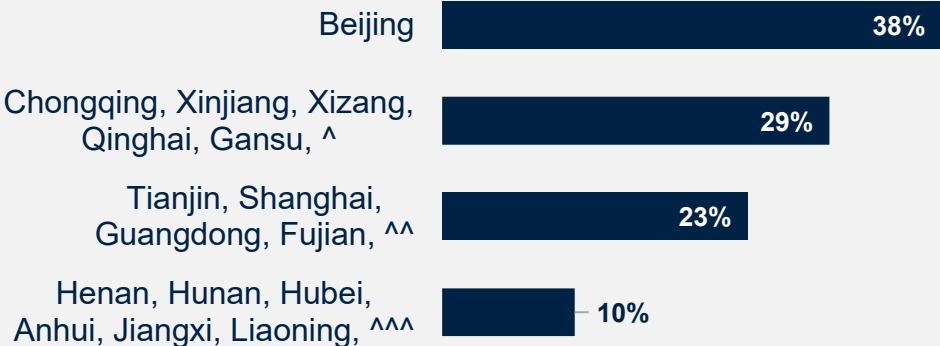 Beijing
38%
Chongqing, Xinjiang, Xizang,
Qinghai, Gansu, ^
29%
Tianjin, Shanghai,
Guangdong, Fujian, ^^
23%
Henan, Hunan, Hubei,
Anhui, Jiangxi, Liaoning, ^^^
10%